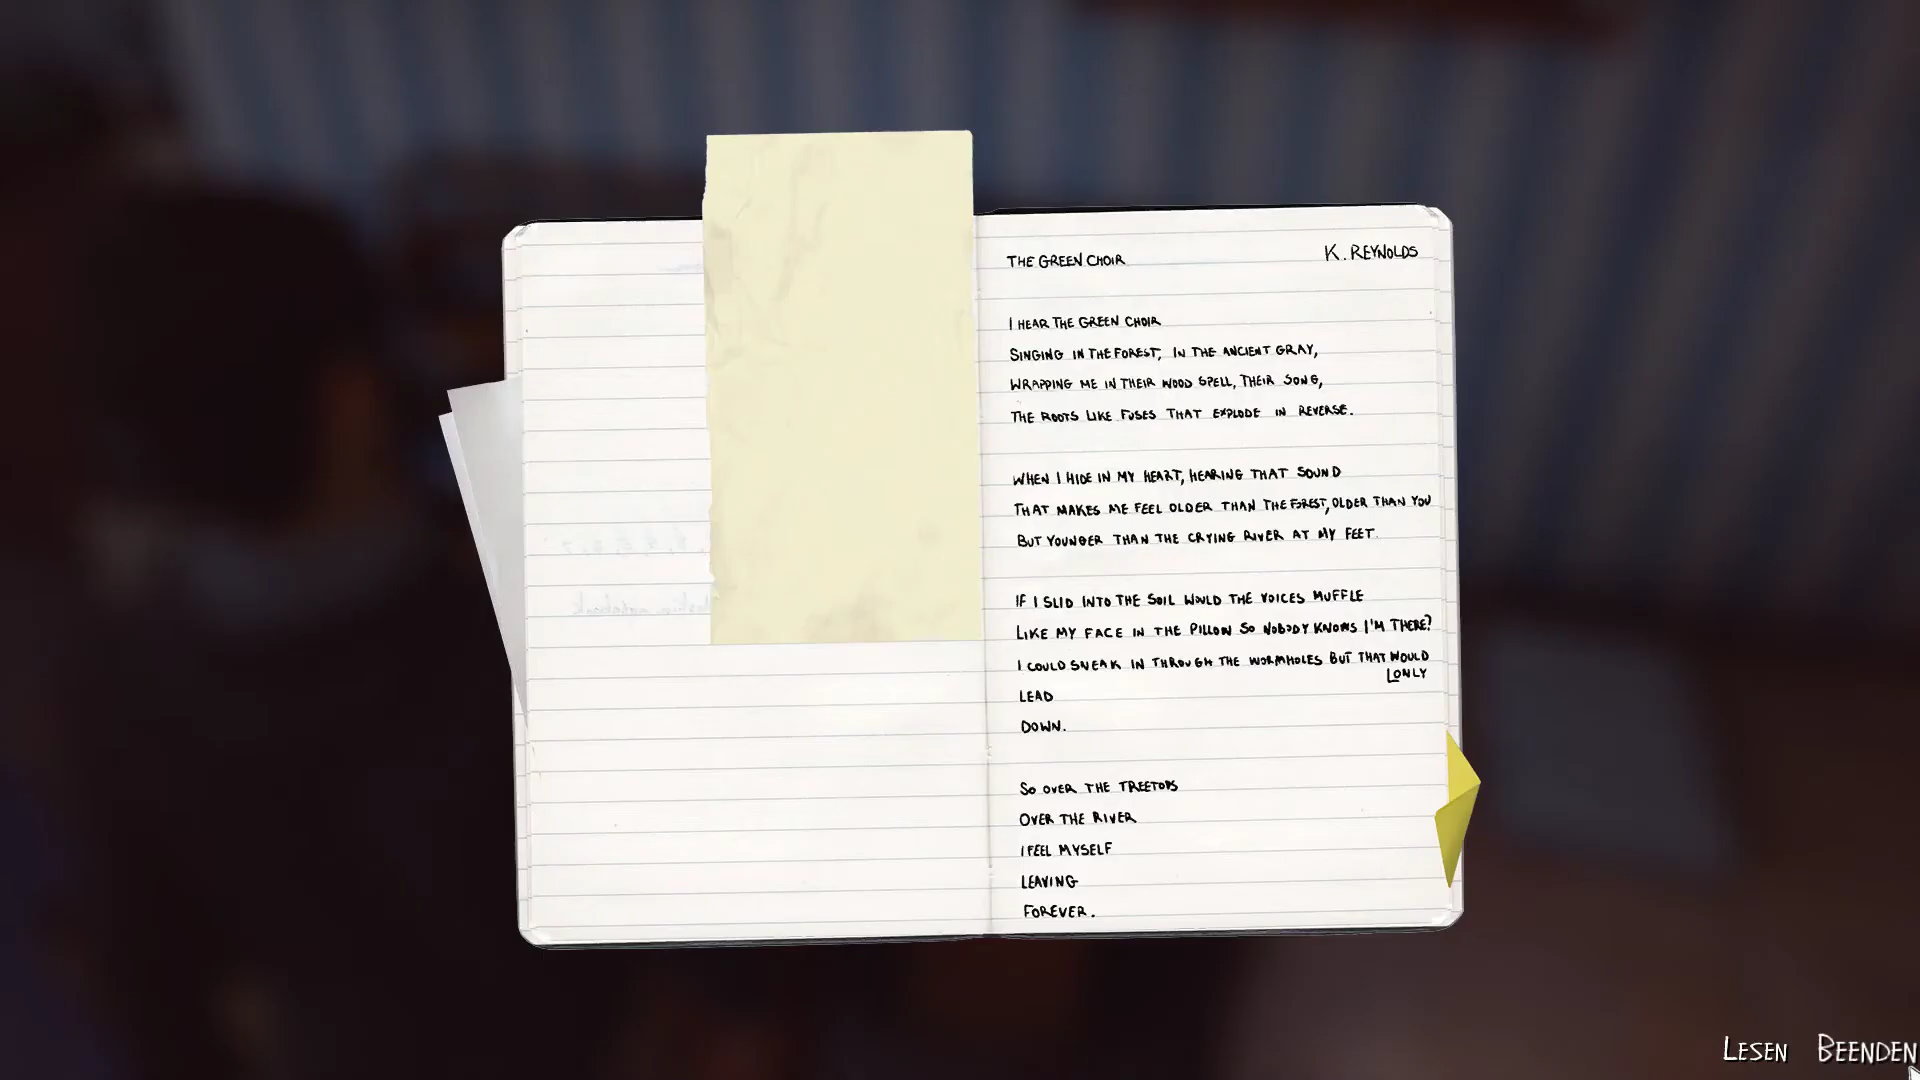 THE GREEN CHOIR
K. REYNOLDS
I HEAR THE GREEN CHOIR
SINGING IN THE FOREST, IN THE ANCIENT GRAY,
WRAPPING ME IN THEIR WOOD SPELL, THEIR SONG,
THE ROOTS LIKE FUSES THAT EXPLODE IN REVERSE.
WHEN I HIDE IN MY HEART, HEARING THAT SOUND
THAT MAKES ME FEEL OLDER THAN THE FOREST, OLDER THAN YOU
BUT YOUNGER THAN THE CRYING RIVER AT MY FEET.
IF I SLID INTO THE SOIL WOULD THE VOICES MUFFLE
LIKE MY FACE IN THE PILLOW SO NOBODY KNOWS I'M THERE?
I COULD SNEAK IN THROUGH THE WORMHOLES BUT THAT WOULD
ONLY
LEAD
DOWN.
SO OVER THE TREETOPS
OVER THE RIVER
I FEEL MYSELF
LEAVING
FOREVER.
LESEN BEENDEN